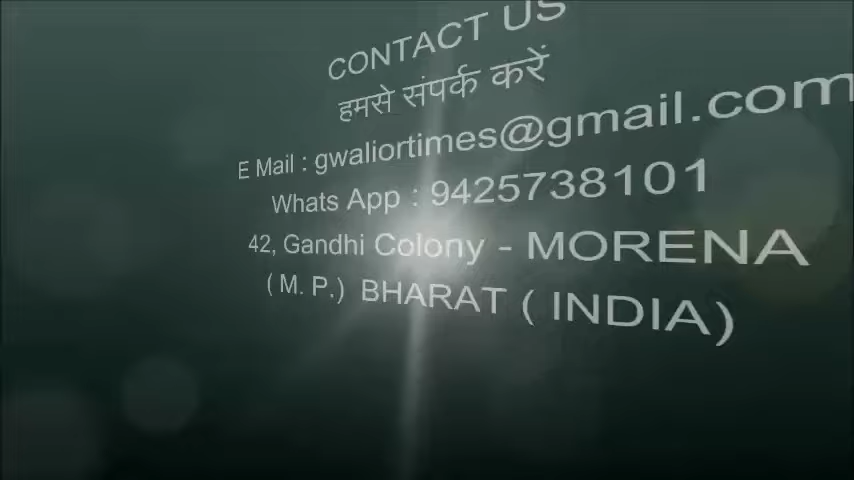 CONTACT US
हमसे संपर्क करें
E Mail : gwaliortimes@gmail.com
Whats App : 9425738101
42, Gandhi Colony - MORENA
( M. P.) BHARAT ( INDIA)